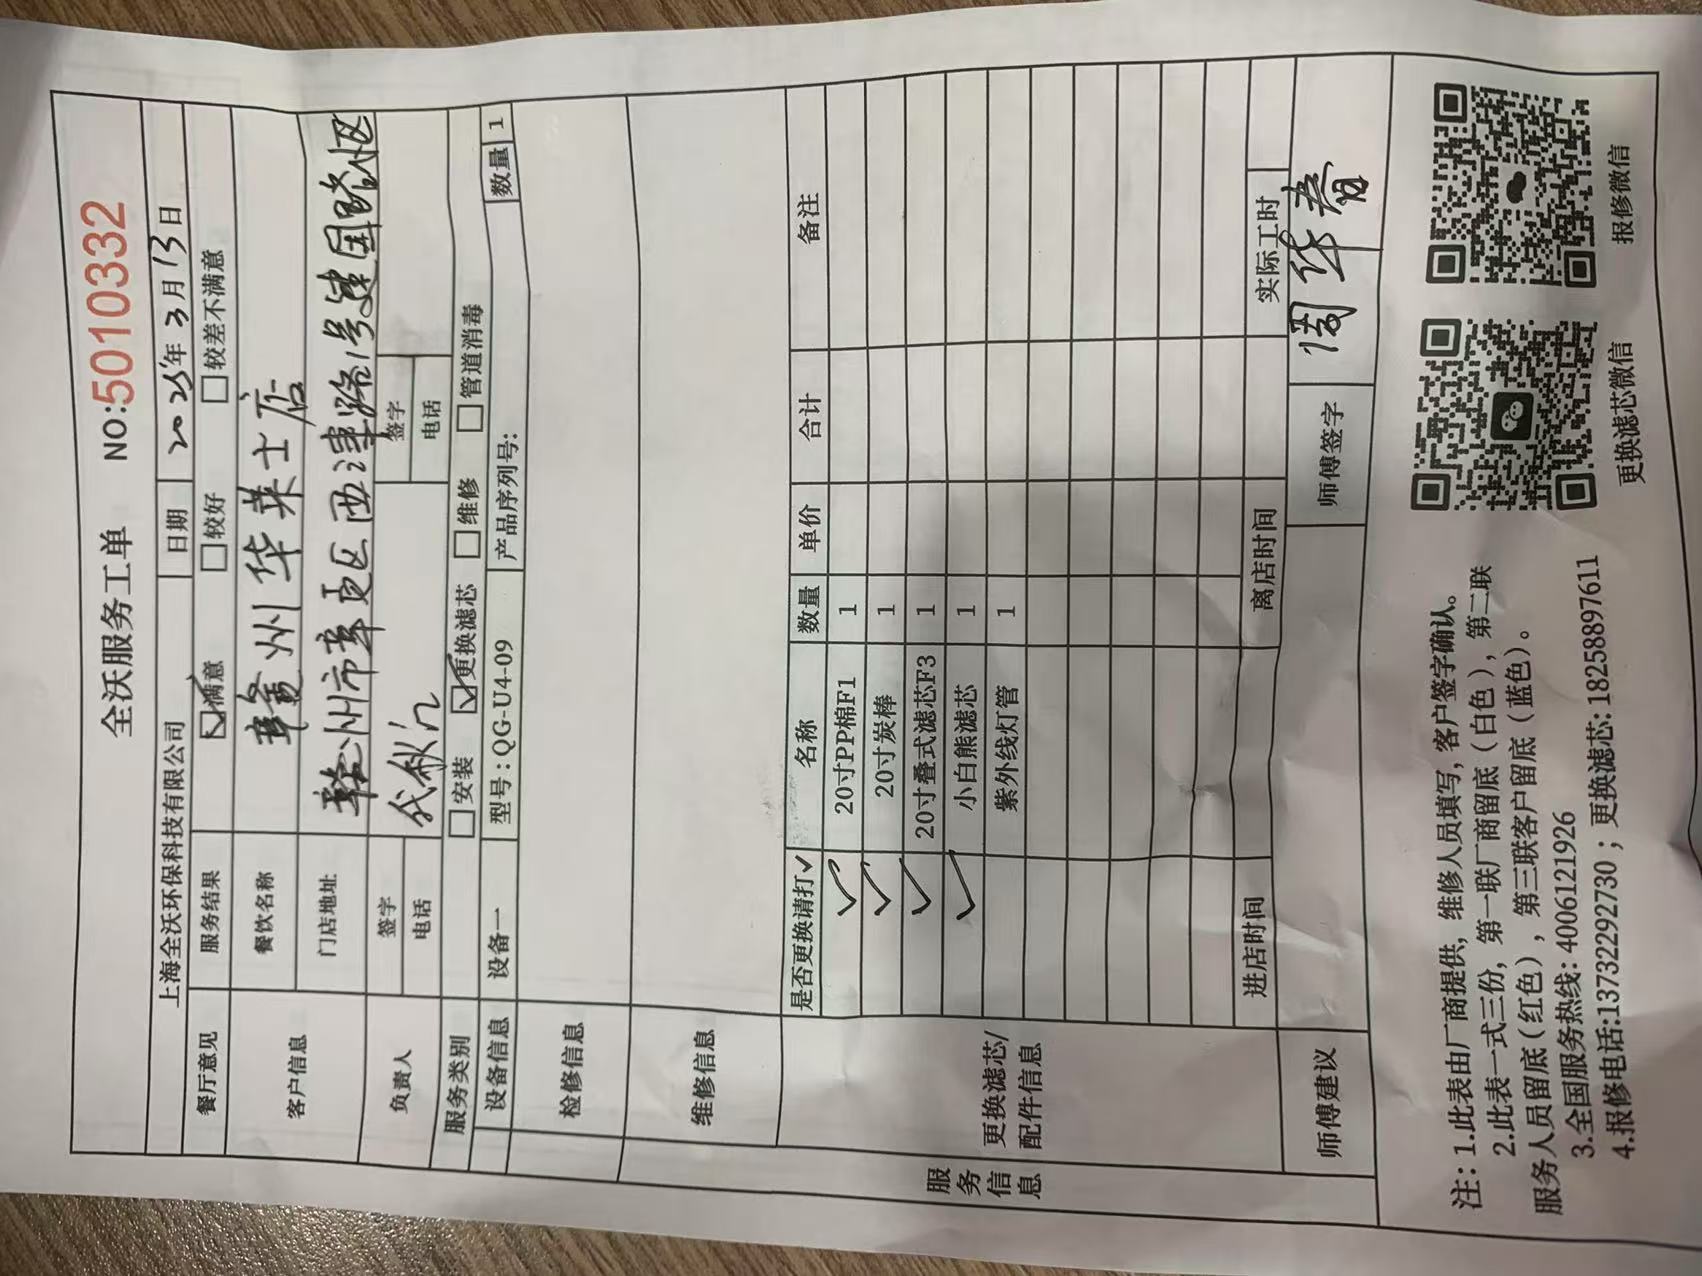 全沃服务工单 NO:5010332
上海全沃环保科技有限公司 日期 2025年3月13日
餐厅意见 服务结果 ☑满意 □较好 □较差不满意
客户信息 餐饮名称 赣州华莱士店
门店地址 赣州市章贡区西津路1号建国路小区
负责人 签字 签字
电话 电话
服务类别 □安装 ☑更换滤芯 □维修 □管道消毒
设备信息 设备一 型号:QG-U4-09 产品序列号: 数量 1
检修信息
维修信息
服务信息
更换滤芯/配件信息
是否更换请打✓ 名称 数量 单价 合计 备注
✓ 20寸PP棉F1 1
✓ 20寸炭棒 1
✓ 20寸叠式滤芯F3 1
✓ 小白熊滤芯 1
紫外线灯管 1
进店时间 离店时间 实际工时
师傅建议 师傅签字 周华春
注:1.此表由厂商提供,维修人员填写,客户签字确认。
2.此表一式三份,第一联厂商留底(白色),第二联
服务人员留底(红色),第三联客户留底(蓝色)。
3.全国服务热线:4006121926
4.报修电话:13732292730;更换滤芯:18258897611
更换滤芯微信 报修微信